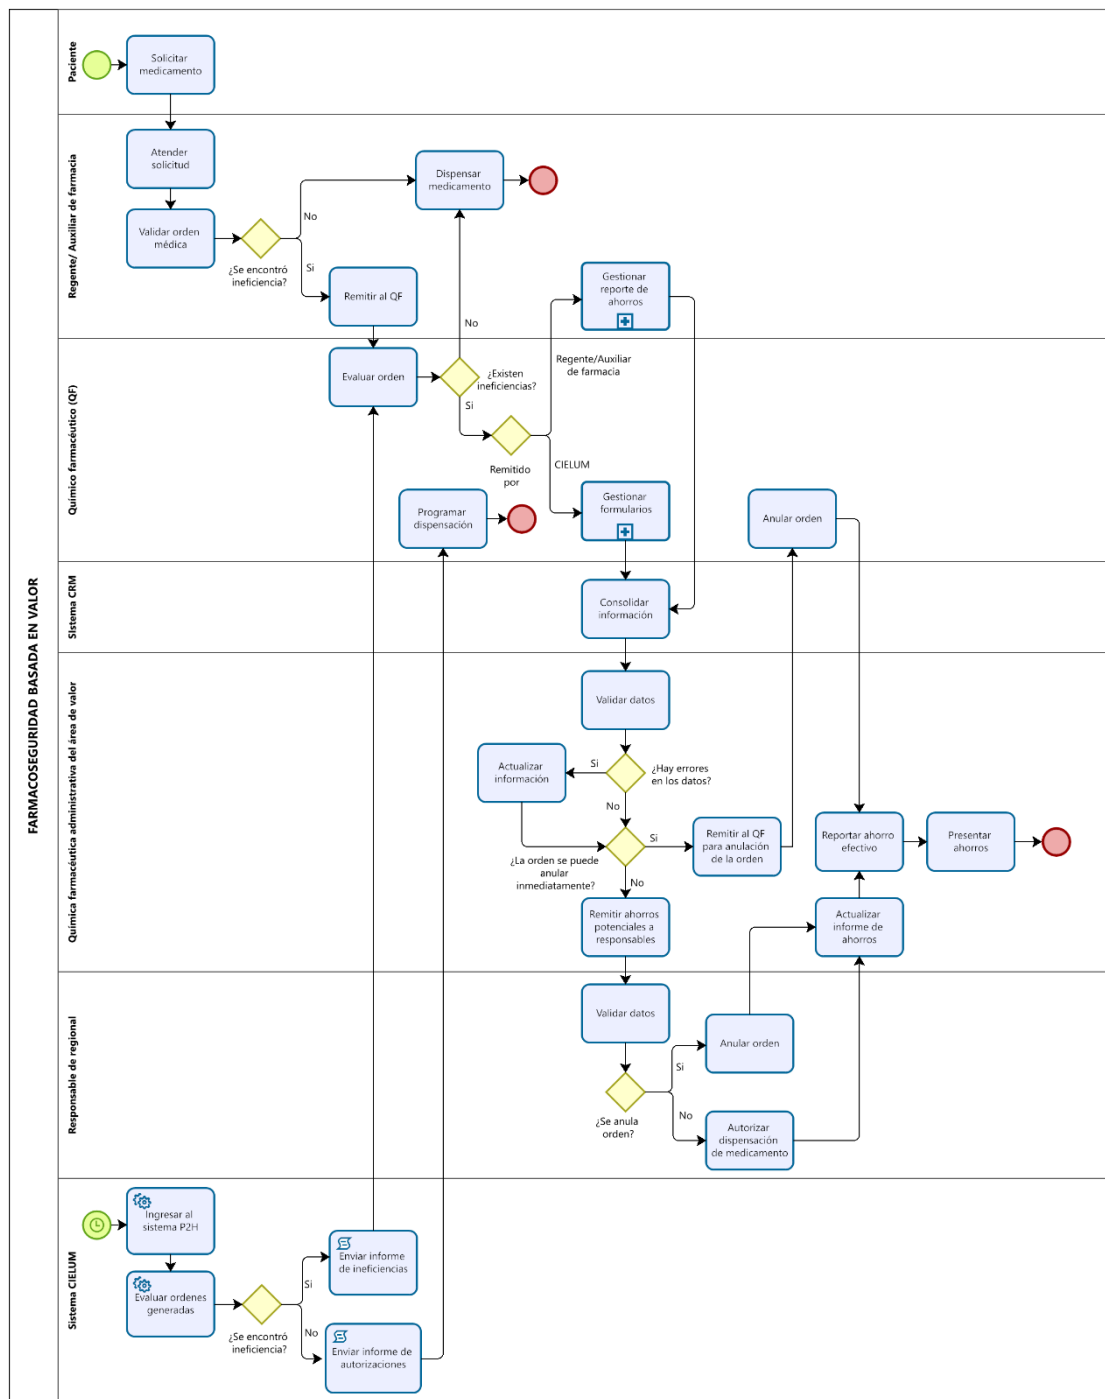 FARMACOSEGURIDAD BASADA EN VALOR
Paciente
Solicitar
medicamento
Regente/ Auxiliar de farmacia
Atender
solicitud
Validar orden
médica
¿Se encontró
ineficiencia?
No
Si
Remitir al QF
Dispensar
medicamento
No
Gestionar
reporte de
ahorros
Químico farmacéutico (QF)
Evaluar orden
¿Existen
ineficiencias?
Si
Regente/Auxiliar
de farmacia
Remitido
por
CIELUM
Programar
dispensación
Gestionar
formularios
Anular orden
Sistema CRM
Consolidar
información
Química farmacéutica administrativa del área de valor
Validar datos
Actualizar
información
Si
¿Hay errores
en los datos?
No
¿La orden se puede
anular
inmediatamente?
Si
Remitir al QF
para anulación
de la orden
No
Remitir ahorros
potenciales a
responsables
Reportar ahorro
efectivo
Presentar
ahorros
Actualizar
informe de
ahorros
Responsable de regional
Validar datos
¿Se anula
orden?
Si
Anular orden
No
Autorizar
dispensación
de medicamento
Sistema CIELUM
Ingresar al
sistema P2H
Evaluar ordenes
generadas
¿Se encontró
ineficiencia?
Si
Enviar informe
de ineficiencias
No
Enviar informe de
autorizaciones